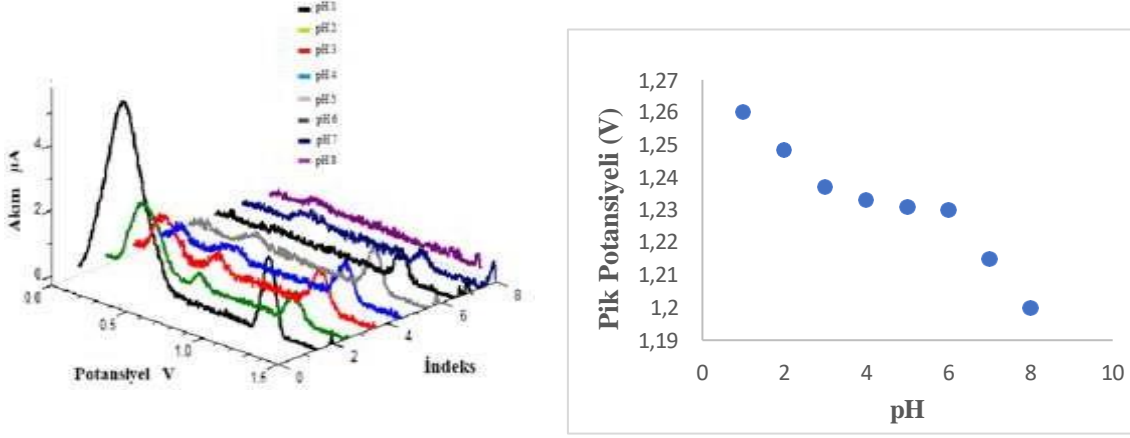 pH 1
pH 2
pH 3
pH 4
pH 5
pH 6
pH 7
pH 8
Akım µA
4
2
0
0.0
0.5
1.0
1.5
Potansiyel V
0
2
4
6
8
İndeks
Pik Potansiyeli (V)
1,27
1,26
1,25
1,24
1,23
1,22
1,21
1,2
1,19
0
2
4
6
8
10
pH